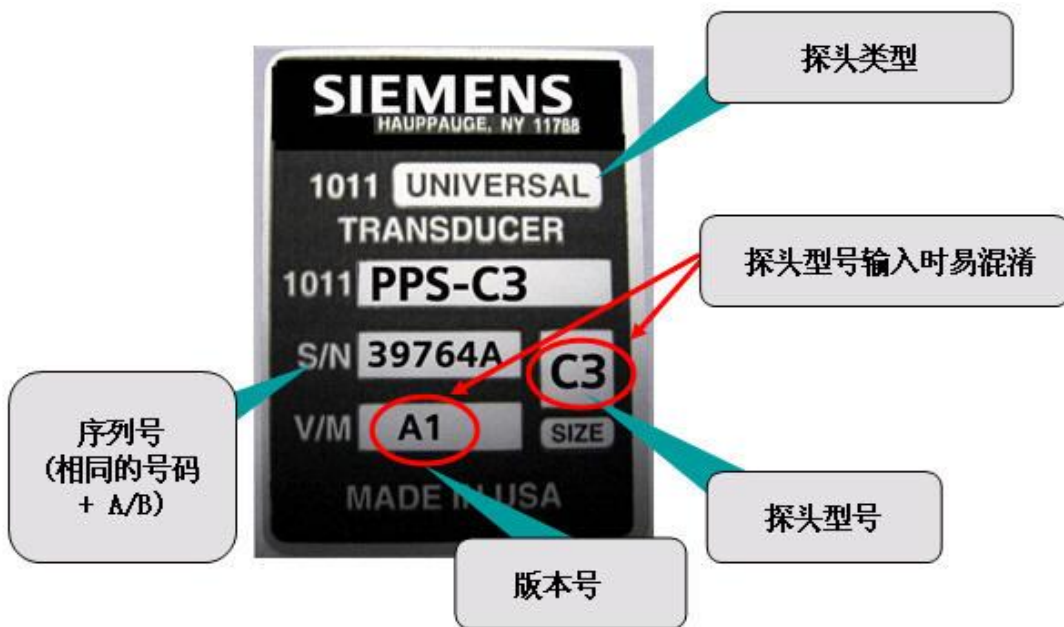 探头类型
SIEMENS
HAUPPAUGE, NY 11788
1011 UNIVERSAL
TRANSDUCER
1011 PPS-C3
探头型号输入时易混淆
S/N 39764A
C3
V/M A1
SIZE
MADE IN USA
序列号
(相同的号码
+ A/B)
探头型号
版本号